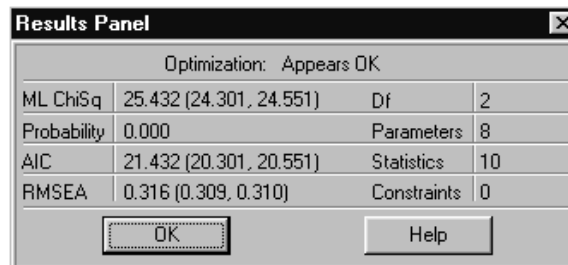 Results Panel
Optimization: Appears OK
ML ChiSq 25.432 (24.301, 24.551) Df 2
Probability 0.000 Parameters 8
AIC 21.432 (20.301, 20.551) Statistics 10
RMSEA 0.316 (0.309, 0.310) Constraints 0
OK Help